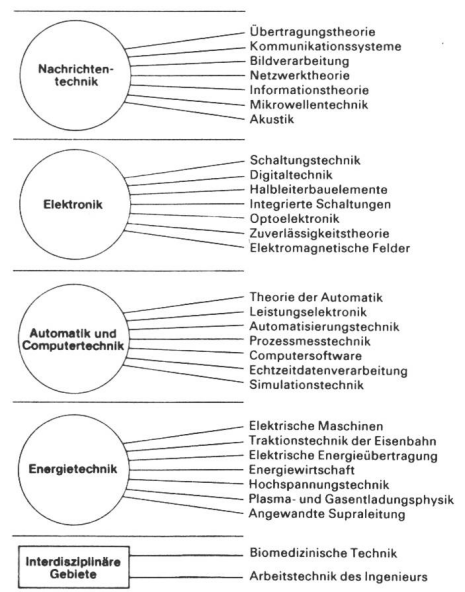 Nachrichten-
technik
Übertragungstheorie
Kommunikationssysteme
Bildverarbeitung
Netzwerktheorie
Informationstheorie
Mikrowellentechnik
Akustik
Elektronik
Schaltungstechnik
Digitaltechnik
Halbleiterbauelemente
Integrierte Schaltungen
Optoelektronik
Zuverlässigkeitstheorie
Elektromagnetische Felder
Automatik und
Computertechnik
Theorie der Automatik
Leistungselektronik
Automatisierungstechnik
Prozessmesstechnik
Computersoftware
Echtzeitdatenverarbeitung
Simulationstechnik
Energietechnik
Elektrische Maschinen
Traktionstechnik der Eisenbahn
Elektrische Energieübertragung
Energiewirtschaft
Hochspannungstechnik
Plasma- und Gasentladungsphysik
Angewandte Supraleitung
Interdisziplinäre
Gebiete
Biomedizinische Technik
Arbeitstechnik des Ingenieurs